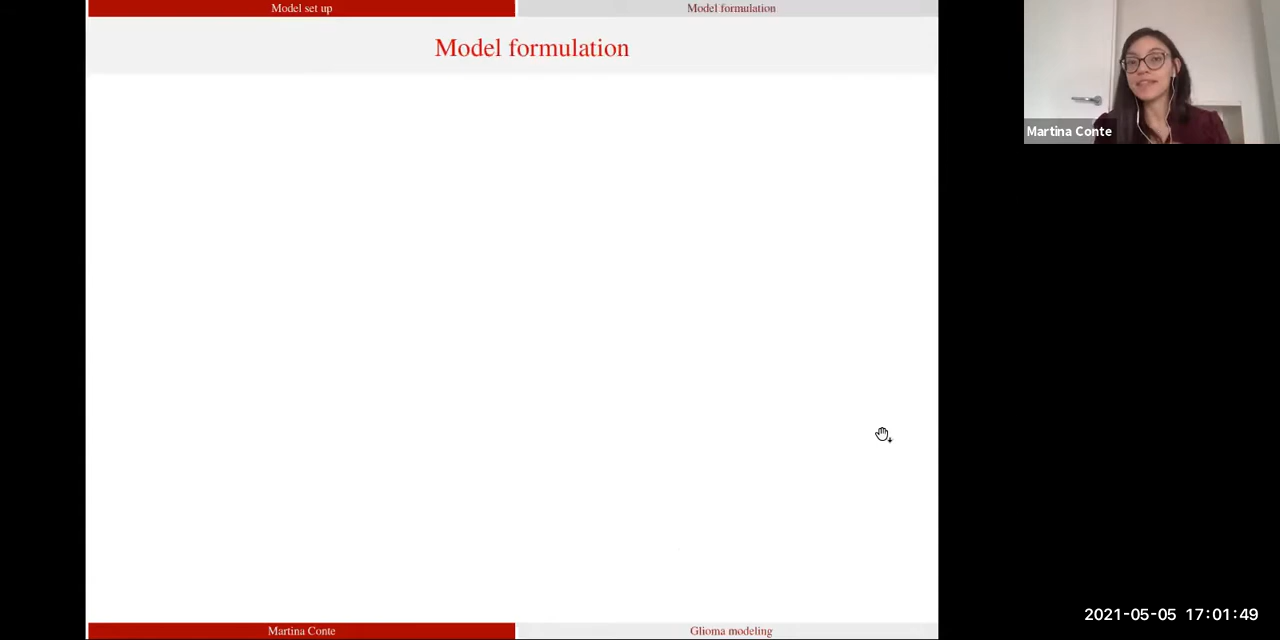 Model set up
Model formulation
Model formulation
Martina Conte
Martina Conte
Glioma modeling
2021-05-05 17:01:49